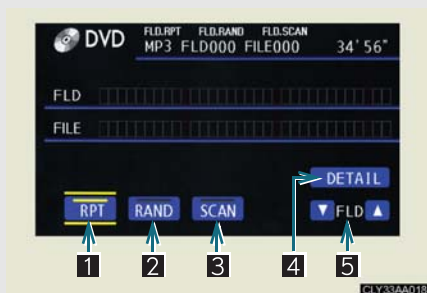 DVD
FLD.RPT FLD.RAND FLD.SCAN
MP3 FLD000 FILE000 34'56"
FLD
FILE
DETAIL
RPT RAND SCAN ▼ FLD ▲
1 2 3 4 5
CLY33AA018